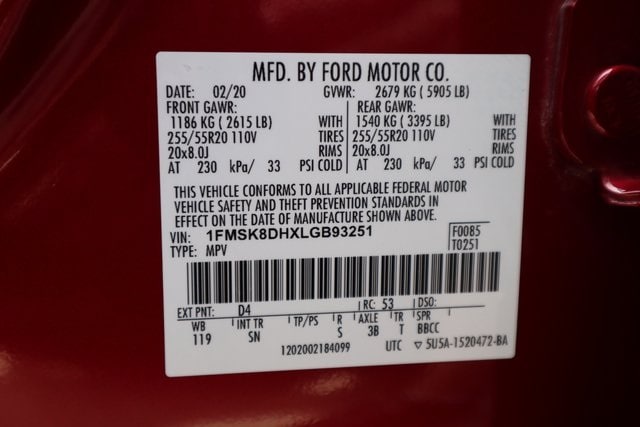 MFD. BY FORD MOTOR CO.
DATE: 02/20 GVWR: 2679 KG ( 5905 LB)
FRONT GAWR: REAR GAWR:
1186 KG ( 2615 LB) WITH 1540 KG ( 3395 LB) WITH
255/55R20 110V TIRES 255/55R20 110V TIRES
20x8.0J RIMS 20x8.0J RIMS
AT 230 kPa/ 33 PSI COLD AT 230 kPa/ 33 PSI COLD
THIS VEHICLE CONFORMS TO ALL APPLICABLE FEDERAL MOTOR
VEHICLE SAFETY AND THEFT PREVENTION STANDARDS IN
EFFECT ON THE DATE OF MANUFACTURE SHOWN ABOVE.
VIN: 1FMSK8DHXLGB93251 F0085
TYPE: MPV T0251
EXT PNT: D4 RC: 53 DSO:
WB INT TR TP/PS R AXLE TR SPR
119 SN S 3B T BBCC
1202002184099 UTC ▽ 5U5A-1520472-BA